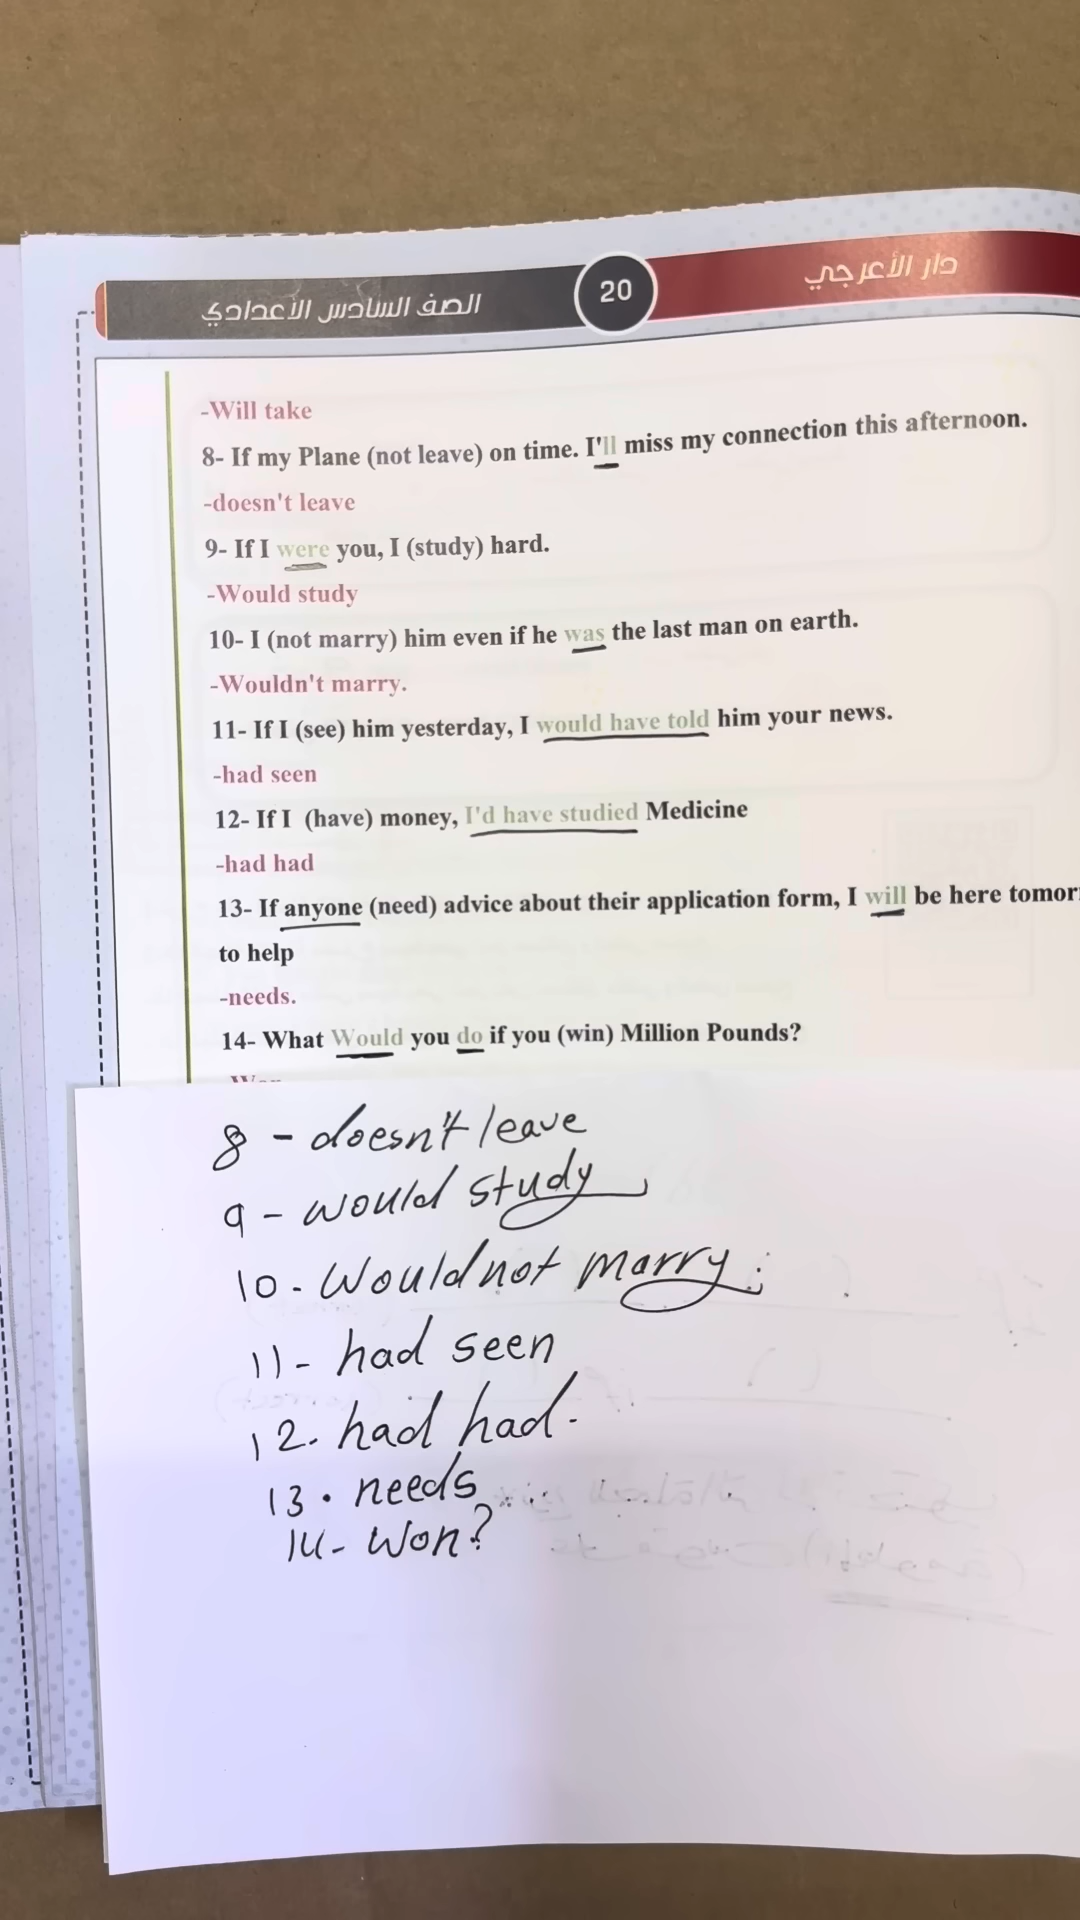 الصف السادس الاعدادي 20 دار الأعرجي
-Will take
8- If my Plane (not leave) on time. I'll miss my connection this afternoon.
-doesn't leave
9- If I were you, I (study) hard.
-Would study
10- I (not marry) him even if he was the last man on earth.
-Wouldn't marry.
11- If I (see) him yesterday, I would have told him your news.
-had seen
12- If I (have) money, I'd have studied Medicine
-had had
13- If anyone (need) advice about their application form, I will be here tomor
to help
-needs.
14- What Would you do if you (win) Million Pounds?
8 - doesn't leave
9 - would study
10 - Would not marry.
11- had seen
12. had had.
13. needs
14- Won?